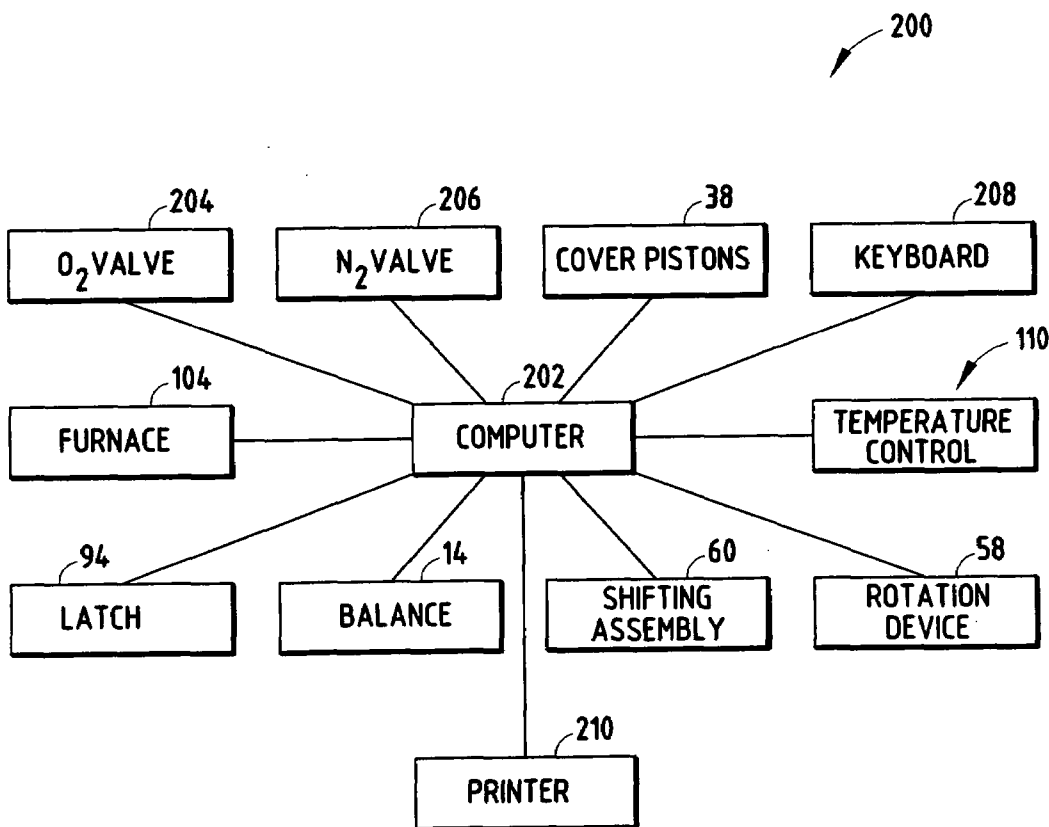 200
204
206
38
208
O2 VALVE
N2 VALVE
COVER PISTONS
KEYBOARD
110
104
202
FURNACE
COMPUTER
TEMPERATURE
CONTROL
94
14
60
58
LATCH
BALANCE
SHIFTING
ASSEMBLY
ROTATION
DEVICE
210
PRINTER